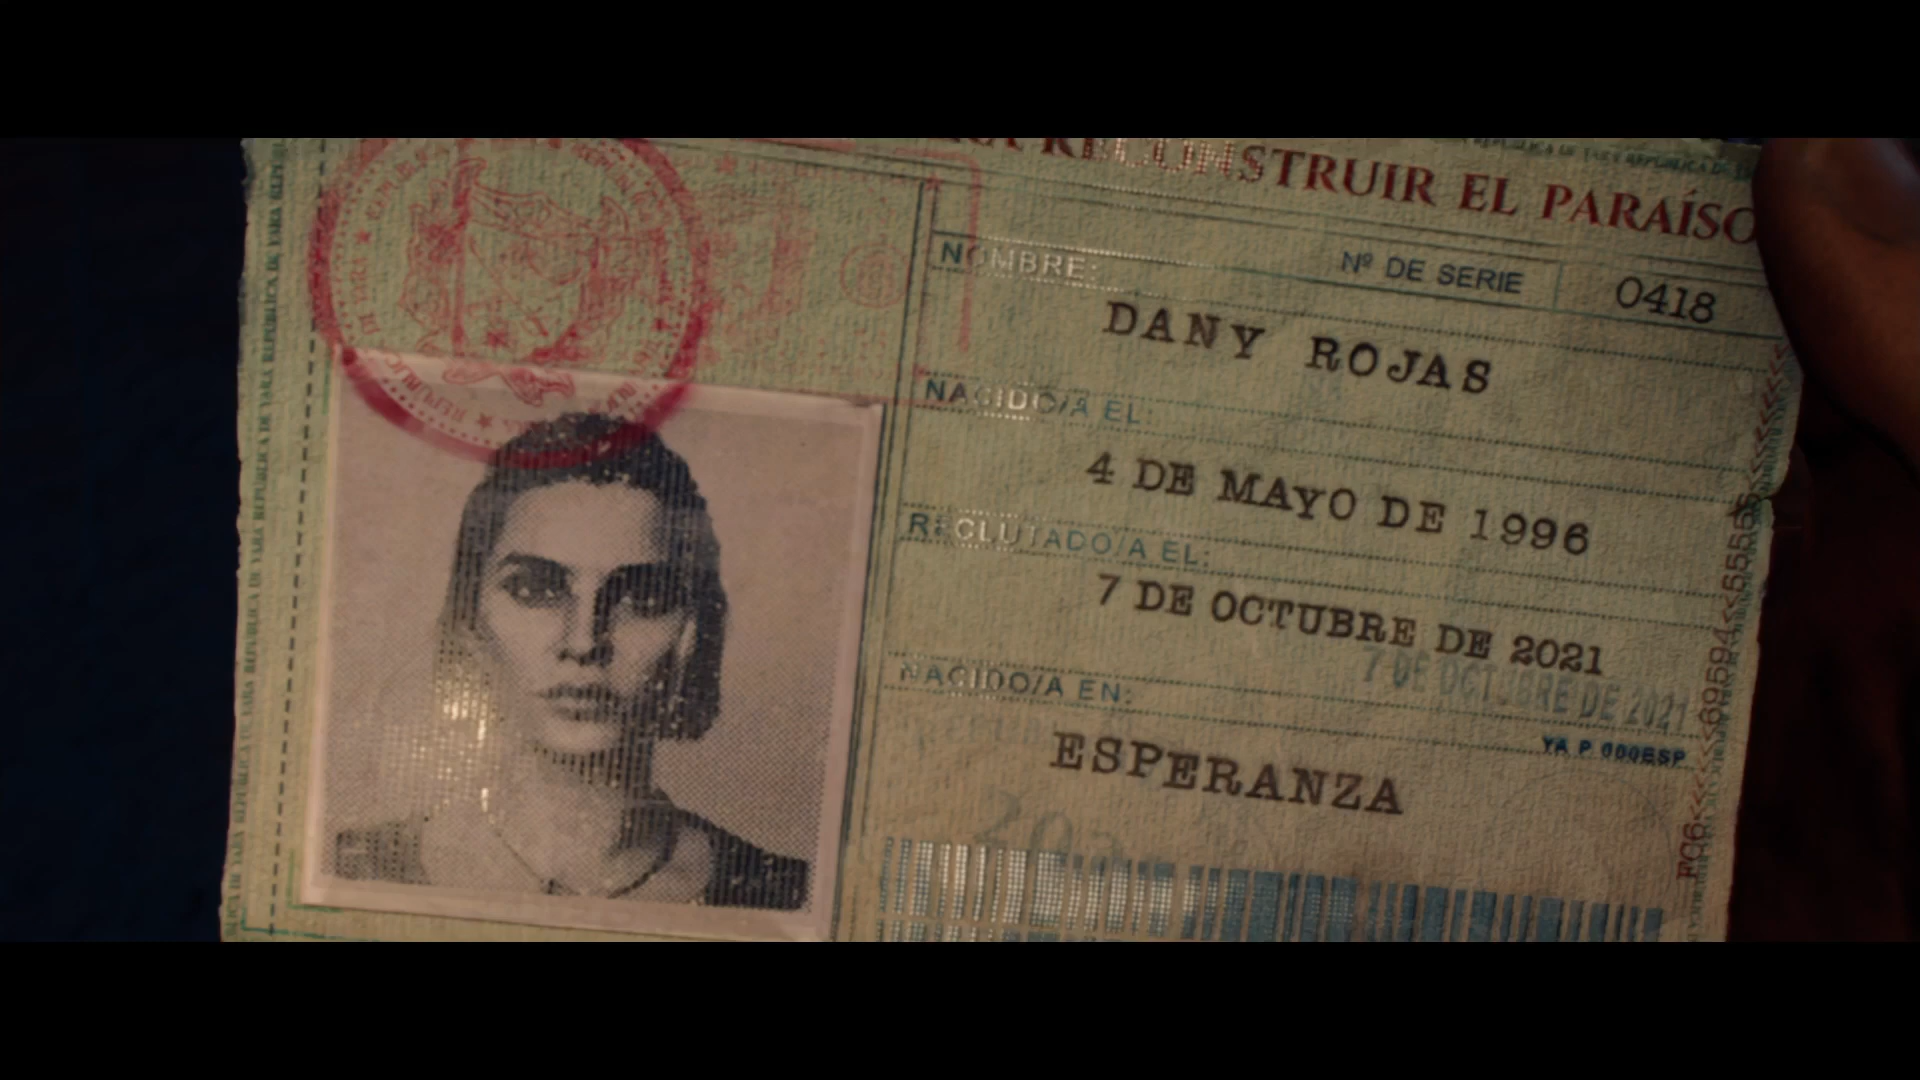 RECONSTRUIR EL PARAÍSO
NOMBRE:
Nº DE SERIE
0418
DANY ROJAS
NACIDO/A EL:
4 DE MAYO DE 1996
RECLUTADO/A EL:
7 DE OCTUBRE DE 2021
7 DE OCTUBRE DE 2021
NACIDO/A EN:
YA P 000ESP
ESPERANZA